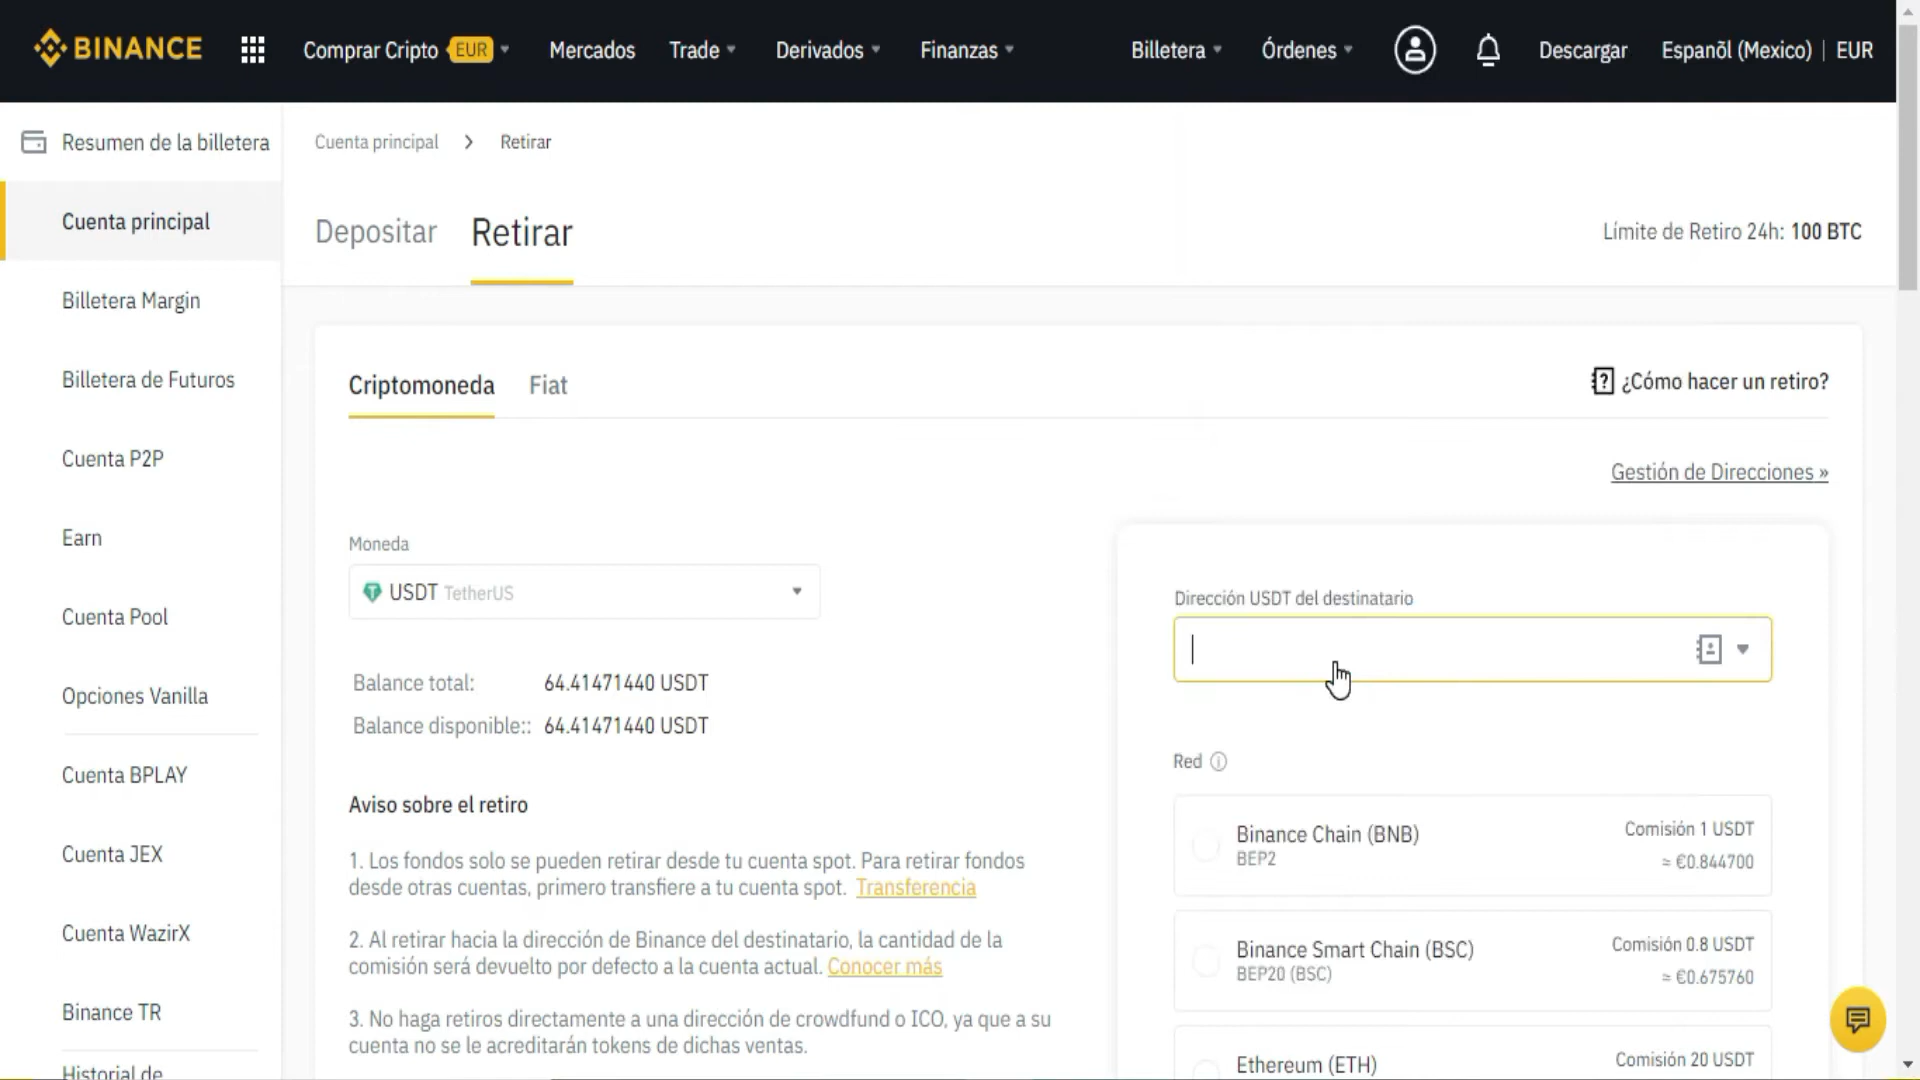 BINANCE
Comprar Cripto EUR
Mercados
Trade
Derivados
Finanzas
Billetera
Órdenes
Descargar
Espanõl (Mexico) | EUR
Resumen de la billetera
Cuenta principal
Billetera Margin
Billetera de Futuros
Cuenta P2P
Earn
Cuenta Pool
Opciones Vanilla
Cuenta BPLAY
Cuenta JEX
Cuenta WazirX
Binance TR
Historial de
Cuenta principal > Retirar
Depositar Retirar
Límite de Retiro 24h: 100 BTC
Criptomoneda Fiat
¿Cómo hacer un retiro?
Gestión de Direcciones »
Moneda
USDT TetherUS
Balance total: 64.41471440 USDT
Balance disponible:: 64.41471440 USDT
Aviso sobre el retiro
1. Los fondos solo se pueden retirar desde tu cuenta spot. Para retirar fondos
desde otras cuentas, primero transfiere a tu cuenta spot. Transferencia
2. Al retirar hacia la dirección de Binance del destinatario, la cantidad de la
comisión será devuelto por defecto a la cuenta actual. Conocer más
3. No haga retiros directamente a una dirección de crowdfund o ICO, ya que a su
cuenta no se le acreditarán tokens de dichas ventas.
Dirección USDT del destinatario
Red
Binance Chain (BNB)
BEP2
Comisión 1 USDT
≈ €0.844700
Binance Smart Chain (BSC)
BEP20 (BSC)
Comisión 0.8 USDT
≈ €0.675760
Ethereum (ETH)
Comisión 20 USDT